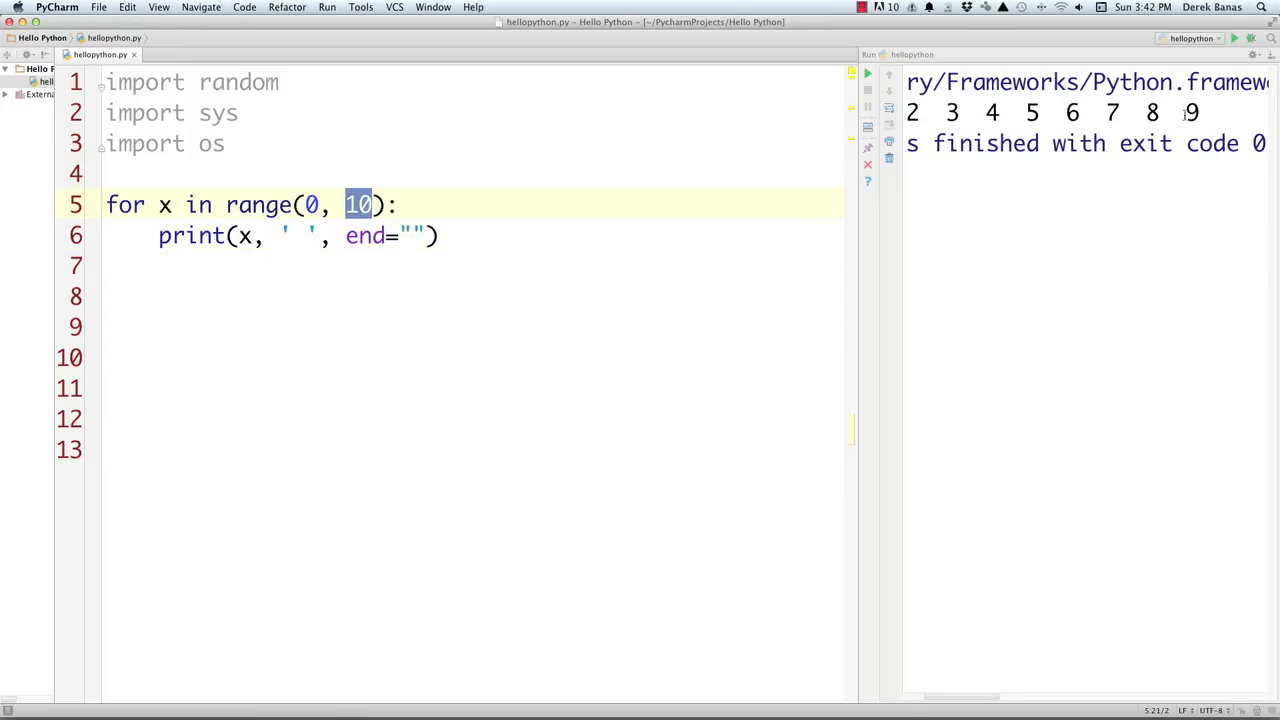 PyCharm File Edit View Navigate Code Refactor Run Tools VCS Window Help 10 Sun 3:42 PM Derek Banas
hellopython.py – Hello Python – [~/PycharmProjects/Hello Python]
Hello Python hellopython.py hellopython
hellopython.py
Run hellopython
Hello P
hell
Extern
1 import random
2 import sys
3 import os
4
5 for x in range(0, 10):
6 print(x, ' ', end="")
7
8
9
10
11
12
13
ry/Frameworks/Python.framewo
2 3 4 5 6 7 8 9
s finished with exit code 0
5:21/2 LF UTF-8